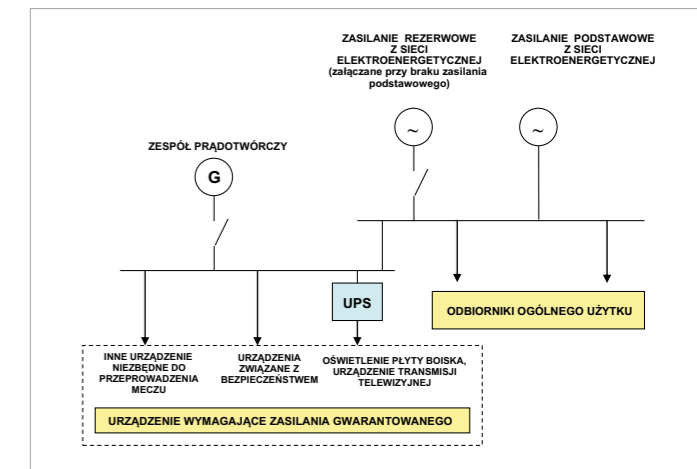 ZASILANIE REZERWOWE
Z SIECI
ELEKTROENERGETYCZNEJ
(załączane przy braku zasilania
podstawowego)
ZASILANIE PODSTAWOWE
Z SIECI
ELEKTROENERGETYCZNEJ
~
~
ZESPÓŁ PRĄDOTWÓRCZY
G
UPS
ODBIORNIKI OGÓLNEGO UŻYTKU
INNE URZĄDZENIE
NIEZBĘDNE DO
PRZEPROWADZENIA
MECZU
URZĄDZENIA
ZWIĄZANE Z
BEZPIECZEŃSTWEM
OŚWIETLENIE PŁYTY BOISKA,
URZĄDZENIE TRANSMISJI
TELEWIZYJNEJ
URZĄDZENIE WYMAGAJĄCE ZASILANIA GWARANTOWANEGO